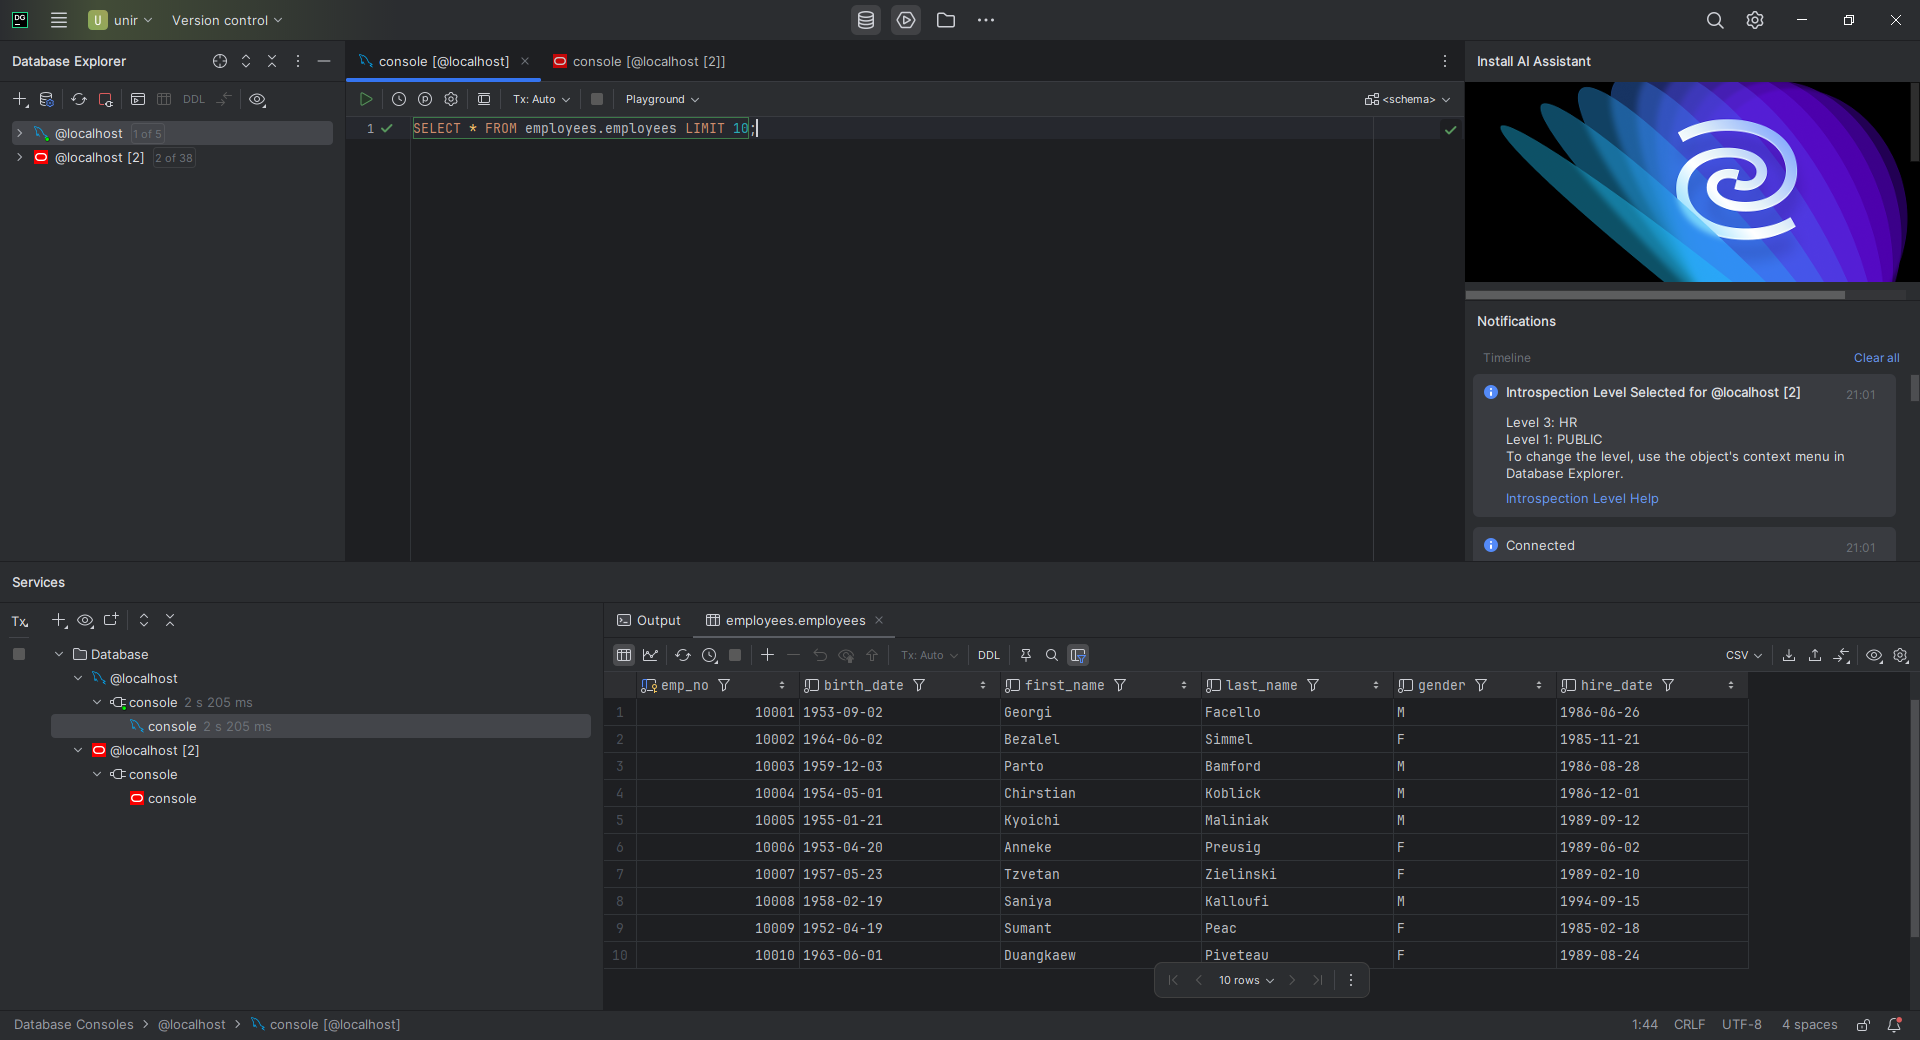 U unir Version control
Database Explorer
DDL
@localhost 1 of 5
@localhost [2] 2 of 38
console [@localhost]
console [@localhost [2]]
Tx: Auto
Playground
<schema>
1 SELECT * FROM employees.employees LIMIT 10;
Install AI Assistant
Notifications
Timeline
Clear all
Introspection Level Selected for @localhost [2] 21:01
Level 3: HR
Level 1: PUBLIC
To change the level, use the object's context menu in
Database Explorer.
Introspection Level Help
Connected 21:01
Services
Tx
Database
@localhost
console 2 s 205 ms
console 2 s 205 ms
@localhost [2]
console
console
Output
employees.employees
Tx: Auto
DDL
CSV
emp_no birth_date first_name last_name gender hire_date
1 10001 1953-09-02 Georgi Facello M 1986-06-26
2 10002 1964-06-02 Bezalel Simmel F 1985-11-21
3 10003 1959-12-03 Parto Bamford M 1986-08-28
4 10004 1954-05-01 Chirstian Koblick M 1986-12-01
5 10005 1955-01-21 Kyoichi Maliniak M 1989-09-12
6 10006 1953-04-20 Anneke Preusig F 1989-06-02
7 10007 1957-05-23 Tzvetan Zielinski F 1989-02-10
8 10008 1958-02-19 Saniya Kalloufi M 1994-09-15
9 10009 1952-04-19 Sumant Peac F 1985-02-18
10 10010 1963-06-01 Duangkaew Piveteau F 1989-08-24
10 rows
Database Consoles > @localhost > console [@localhost]
1:44 CRLF UTF-8 4 spaces